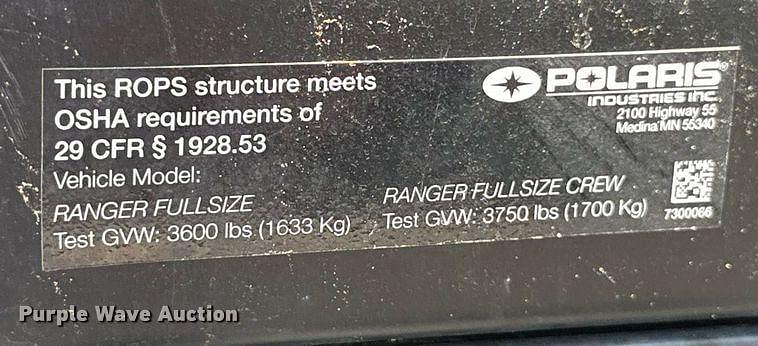 This ROPS structure meets
OSHA requirements of
29 CFR § 1928.53
Vehicle Model:
RANGER FULLSIZE
Test GVW: 3600 lbs (1633 Kg)
POLARIS®
INDUSTRIES INC.
2100 Highway 55
Medina MN 55340
RANGER FULLSIZE CREW
Test GVW: 3750 lbs (1700 Kg)
7300066
Purple Wave Auction